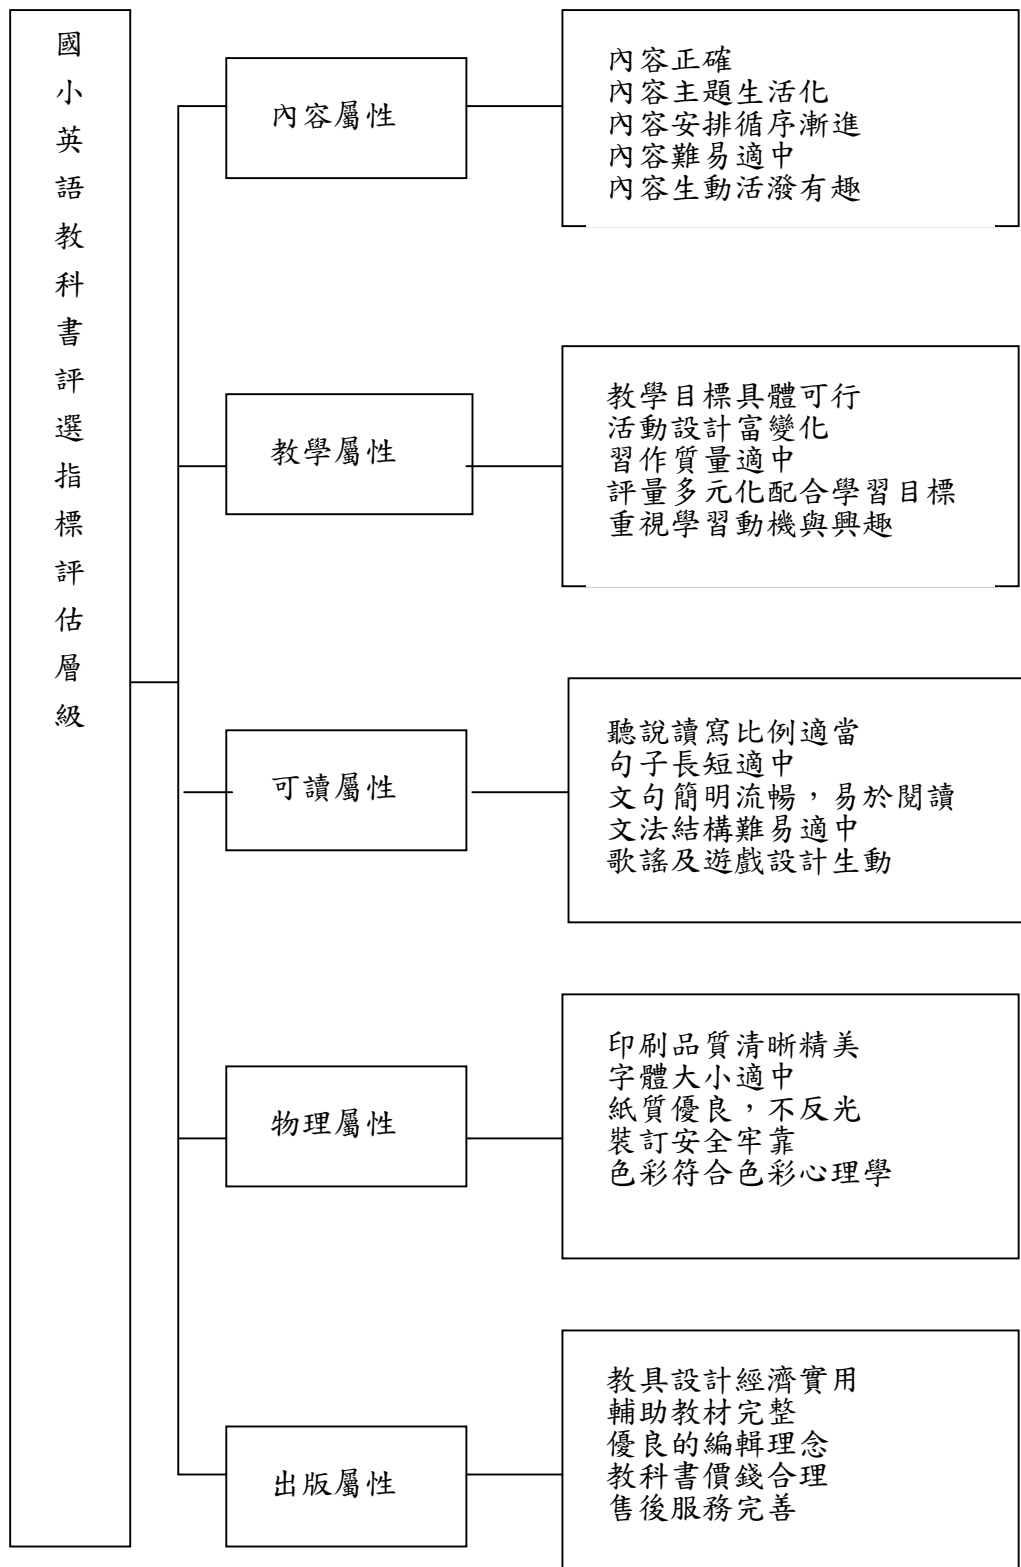 國小英語教科書評選指標評估層級
內容屬性
內容正確
內容主題生活化
內容安排循序漸進
內容難易適中
內容生動活潑有趣
教學屬性
教學目標具體可行
活動設計富變化
習作質量適中
評量多元化配合學習目標
重視學習動機與興趣
可讀屬性
聽說讀寫比例適當
句子長短適中
文句簡明流暢，易於閱讀
文法結構難易適中
歌謠及遊戲設計生動
物理屬性
印刷品質清晰精美
字體大小適中
紙質優良，不反光
裝訂安全牢靠
色彩符合色彩心理學
出版屬性
教具設計經濟實用
輔助教材完整
優良的編輯理念
教科書價錢合理
售後服務完善